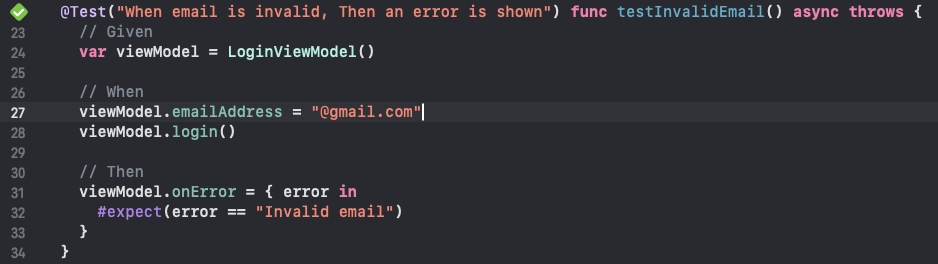 @Test("When email is invalid, Then an error is shown") func testInvalidEmail() async throws {
23 // Given
24 var viewModel = LoginViewModel()
25
26 // When
27 viewModel.emailAddress = "@gmail.com"
28 viewModel.login()
29
30 // Then
31 viewModel.onError = { error in
32 #expect(error == "Invalid email")
33 }
34 }